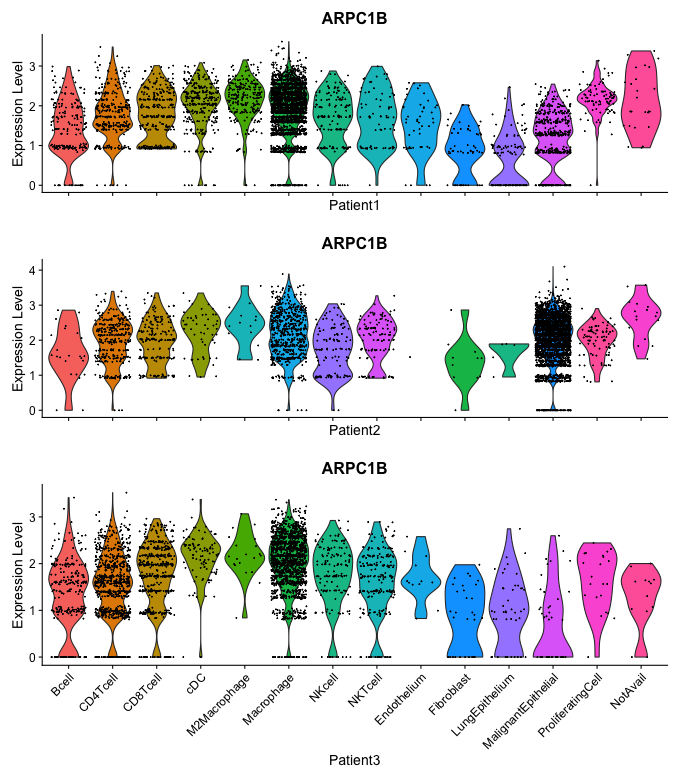 ARPC1B
Expression Level
3
2
1
0
Patient1
ARPC1B
Expression Level
4
3
2
1
0
Patient2
ARPC1B
Expression Level
3
2
1
0
Bcell
CD4Tcell
CD8Tcell
cDC
M2Macrophage
Macrophage
NKcell
NKTcell
Endothelium
Fibroblast
LungEpithelium
MalignantEpithelial
ProliferatingCell
NotAvail
Patient3